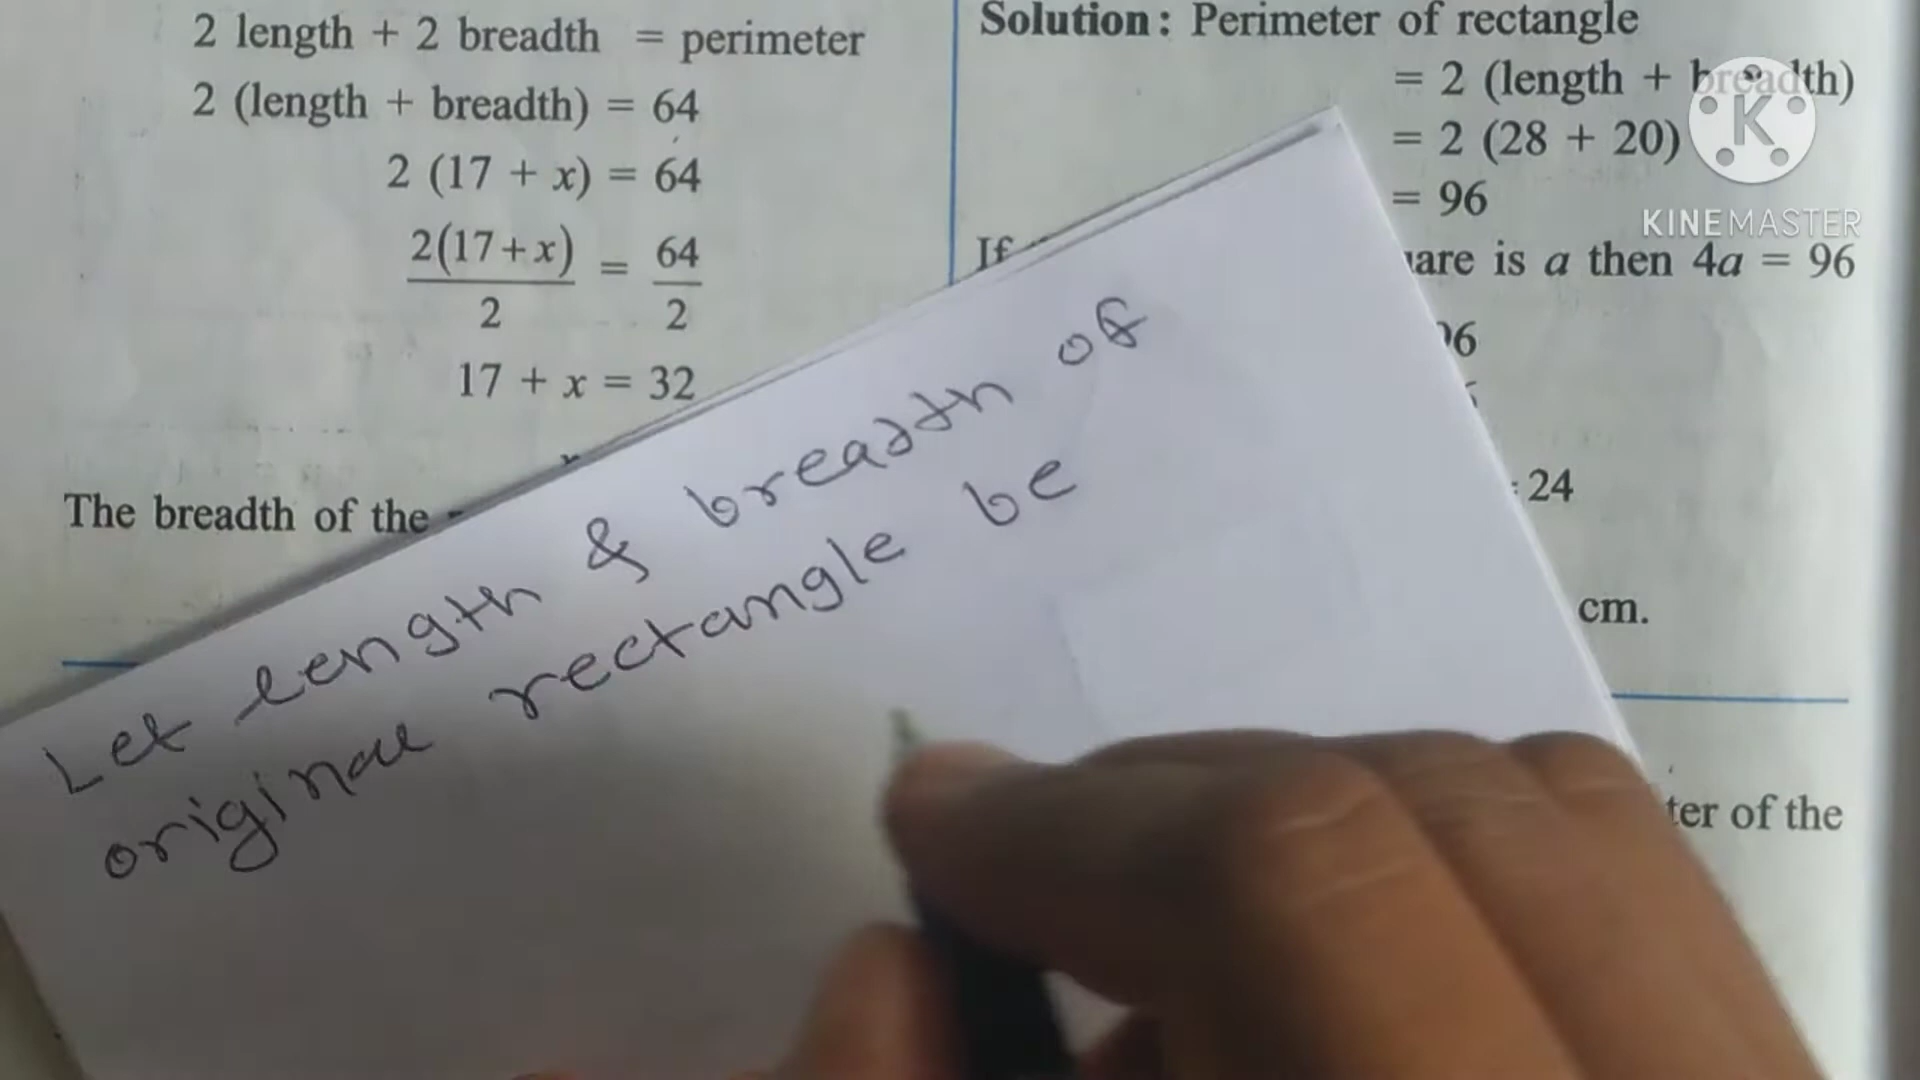 2 length + 2 breadth = perimeter
2 (length + breadth) = 64
2 (17 + x) = 64
2(17+x)/2 = 64/2
17 + x = 32
The breadth of the
Solution : Perimeter of rectangle
= 2 (length + breadth)
= 2 (28 + 20)
= 96
If
is a then 4a = 96
24
cm.
of the
Let length & breadth of
original rectangle be
K
KINEMASTER